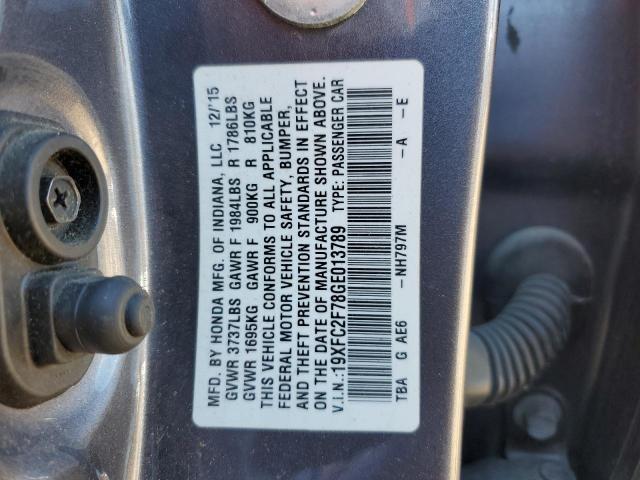 MFD. BY HONDA MFG. OF INDIANA, LLC 12/'15
GVWR 3737LBS GAWR F 1984LBS R 1786LBS
GVWR 1695KG GAWR F 900KG R 810KG
THIS VEHICLE CONFORMS TO ALL APPLICABLE
FEDERAL MOTOR VEHICLE SAFETY, BUMPER,
AND THEFT PREVENTION STANDARDS IN EFFECT
ON THE DATE OF MANUFACTURE SHOWN ABOVE.
V.I.N.:19XFC2F78GE013789 TYPE: PASSENGER CAR
TBA G AE6 -NH797M -A -E